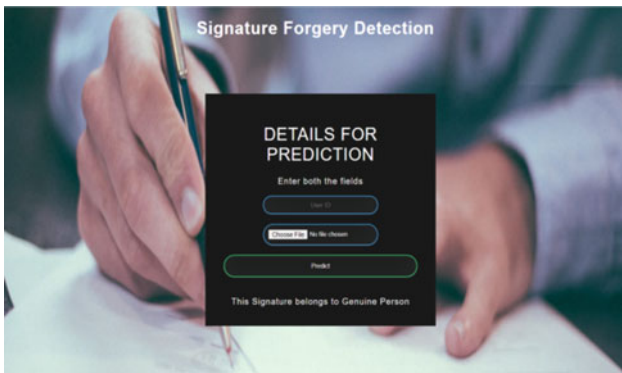 Signature Forgery Detection
DETAILS FOR
PREDICTION
Enter both the fields
User ID
Choose File No file chosen
Predict
This Signature belongs to Genuine Person